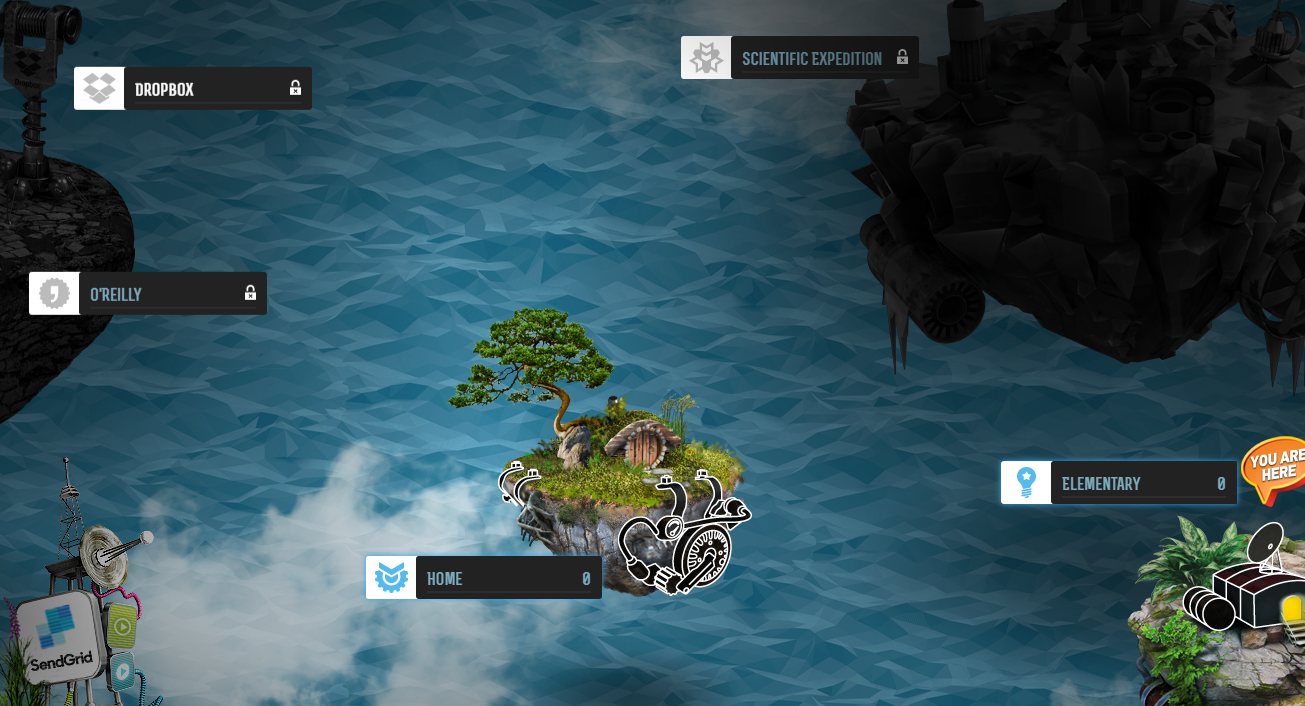 SCIENTIFIC EXPEDITION
DROPBOX
O'REILLY
YOU ARE
HERE
ELEMENTARY 0
HOME 0
SendGrid